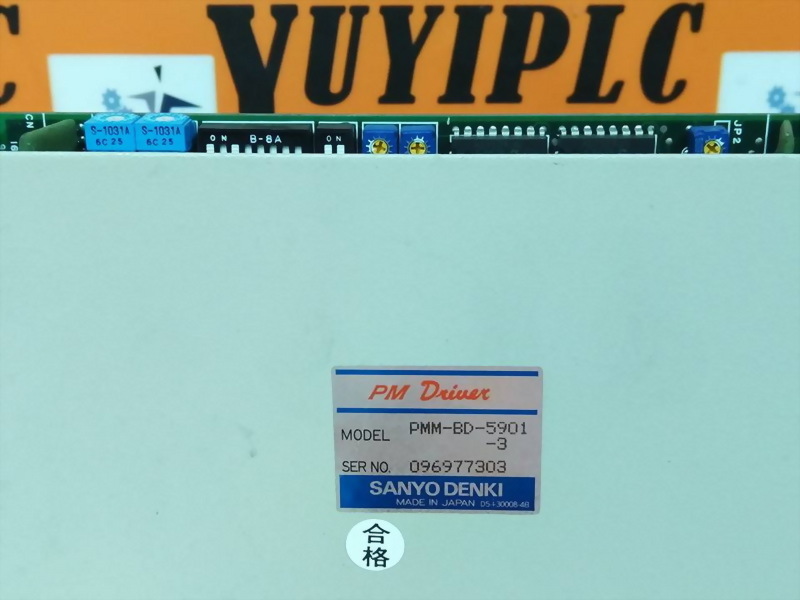 YUYIPLC
CN
S-1031A
6C 25
S-1031A
6C 25
ON
B-8A
ON
JP2
PM Driver
MODEL PMM-BD-5901
-3
SER NO. 096977303
SANYO DENKI
MADE IN JAPAN
合
格